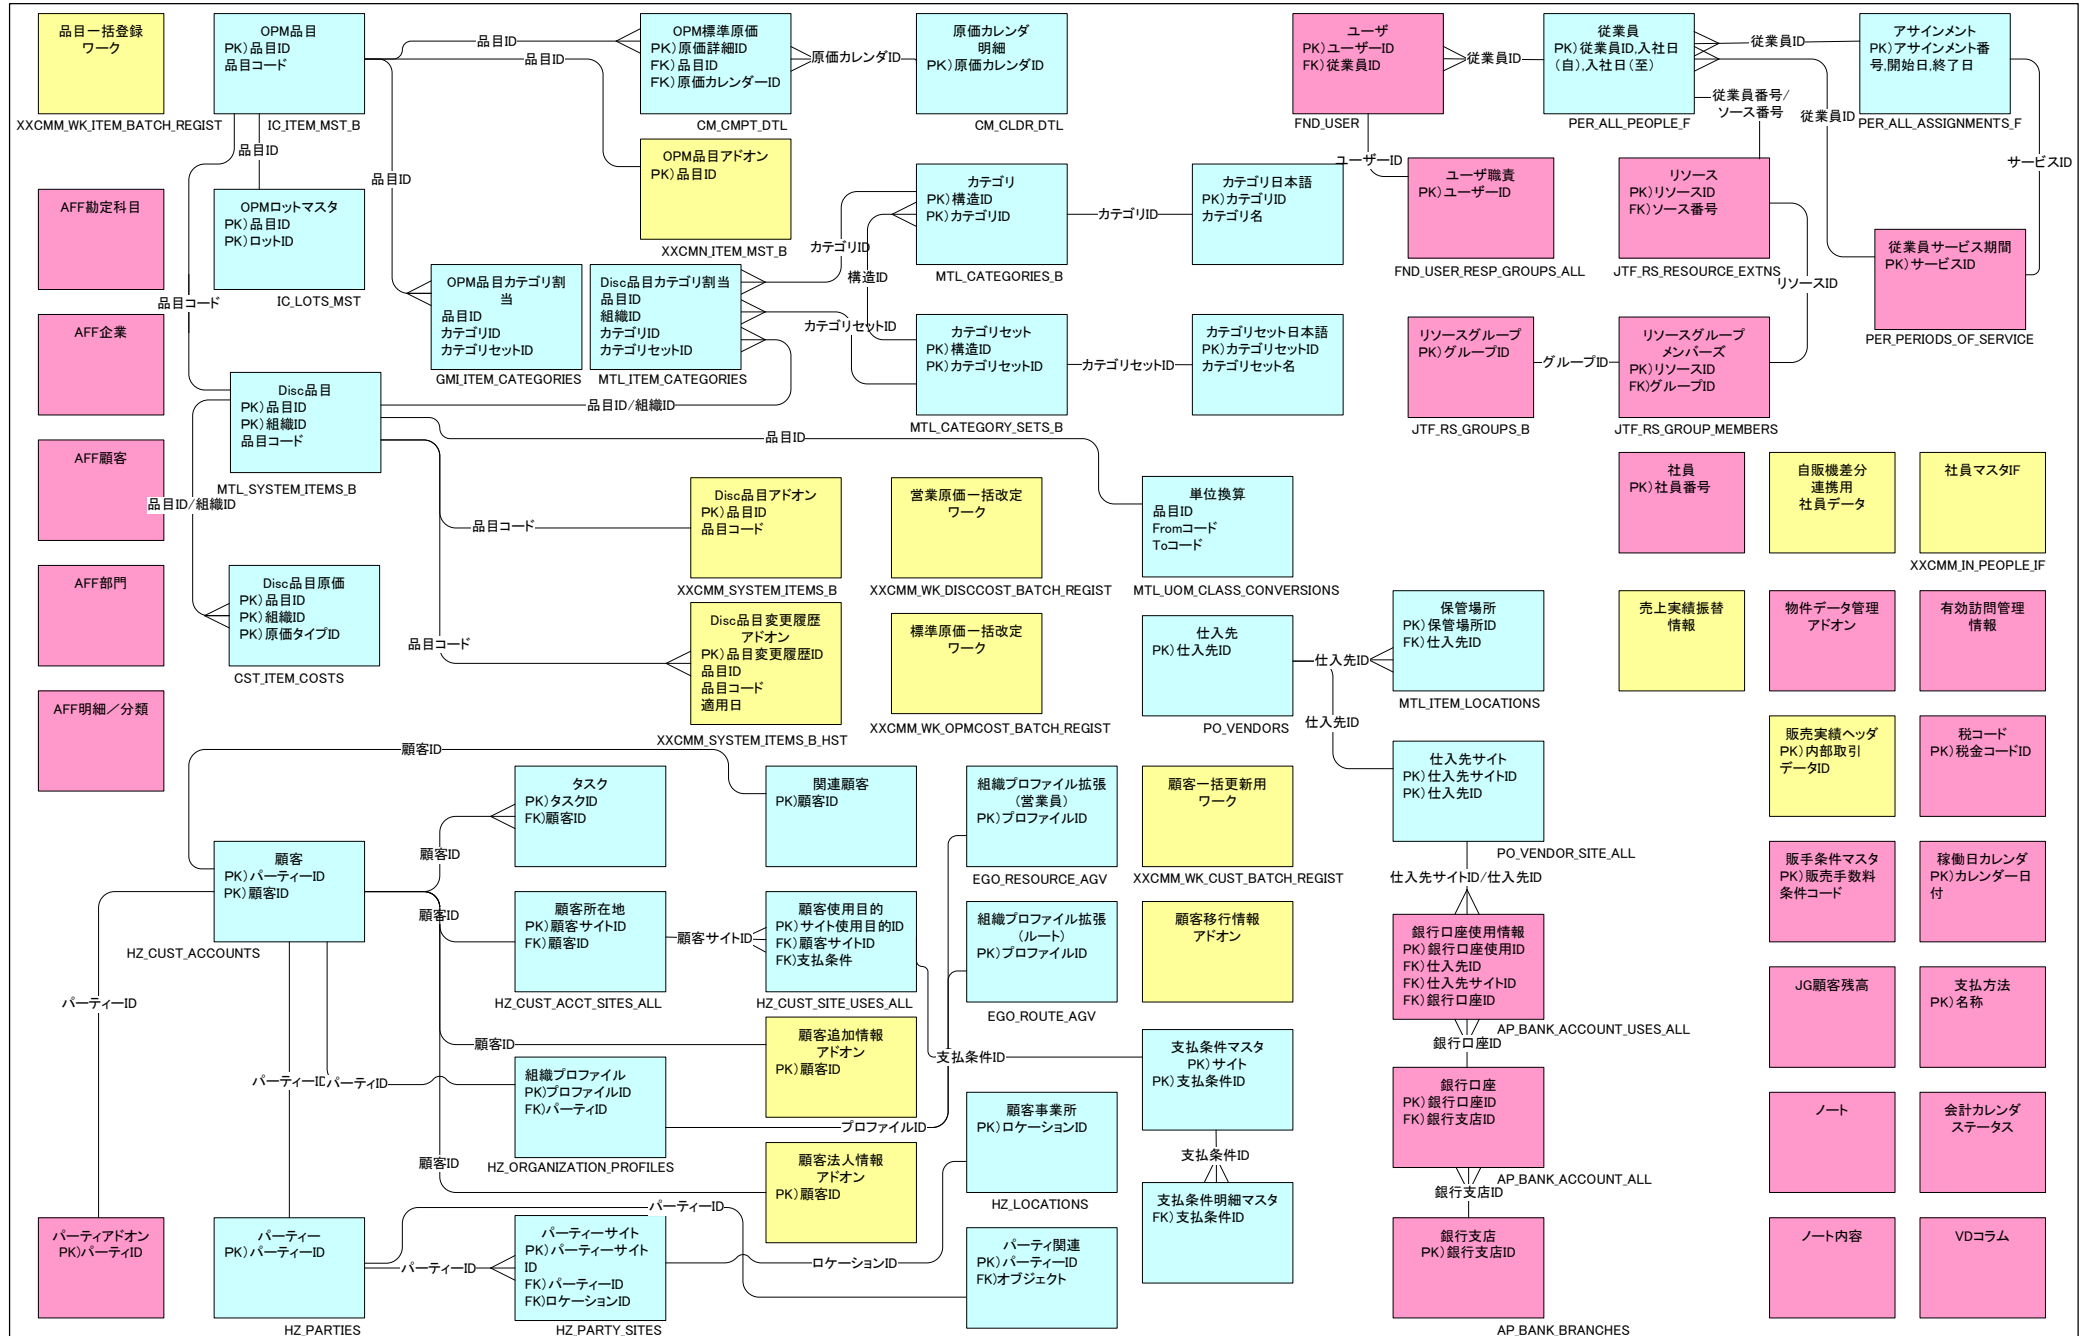 品目一括登録
ワーク
XXCMM_WK_ITEM_BATCH_REGIST
OPM品目
PK)品目ID
品目コード
IC_ITEM_MST_B
品目ID
品目ID
品目ID
品目ID
品目コード
OPM標準原価
PK)原価詳細ID
FK)品目ID
FK)原価カレンダーID
CM_CMPT_DTL
原価カレンダID
原価カレンダ
明細
PK)原価カレンダID
CM_CLDR_DTL
OPM品目アドオン
PK)品目ID
XXCMN_ITEM_MST_B
OPMロットマスタ
PK)品目ID
PK)ロットID
IC_LOTS_MST
OPM品目カテゴリ割
当
品目ID
カテゴリID
カテゴリセットID
GMI_ITEM_CATEGORIES
Disc品目カテゴリ割当
品目ID
組織ID
カテゴリID
カテゴリセットID
MTL_ITEM_CATEGORIES
カテゴリID
構造ID
カテゴリセットID
品目ID/組織ID
カテゴリ
PK)構造ID
PK)カテゴリID
MTL_CATEGORIES_B
カテゴリID
カテゴリ日本語
PK)カテゴリID
カテゴリ名
カテゴリセット
PK)構造ID
PK)カテゴリセットID
MTL_CATEGORY_SETS_B
カテゴリセットID
カテゴリセット日本語
PK)カテゴリセットID
カテゴリセット名
ユーザ
PK)ユーザーID
FK)従業員ID
FND_USER
従業員ID
従業員
PK)従業員ID,入社日
(自),入社日(至)
PER_ALL_PEOPLE_F
従業員ID
アサインメント
PK)アサインメント番
号,開始日,終了日
PER_ALL_ASSIGNMENTS_F
従業員番号/
ソース番号
従業員ID
サービスID
ユーザーID
ユーザ職責
PK)ユーザーID
FND_USER_RESP_GROUPS_ALL
リソース
PK)リソースID
FK)ソース番号
JTF_RS_RESOURCE_EXTNS
リソースID
従業員サービス期間
PK)サービスID
PER_PERIODS_OF_SERVICE
リソースグループ
PK)グループID
JTF_RS_GROUPS_B
グループID
リソースグループ
メンバーズ
PK)リソースID
FK)グループID
JTF_RS_GROUP_MEMBERS
AFF勘定科目
AFF企業
AFF顧客
AFF部門
AFF明細/分類
Disc品目
PK)品目ID
PK)組織ID
品目コード
MTL_SYSTEM_ITEMS_B
品目ID/組織ID
品目ID
品目コード
品目コード
Disc品目原価
PK)品目ID
PK)組織ID
PK)原価タイプID
CST_ITEM_COSTS
Disc品目アドオン
PK)品目ID
品目コード
XXCMM_SYSTEM_ITEMS_B
営業原価一括改定
ワーク
XXCMM_WK_DISCCOST_BATCH_REGIST
単位換算
品目ID
Fromコード
Toコード
MTL_UOM_CLASS_CONVERSIONS
Disc品目変更履歴
アドオン
PK)品目変更履歴ID
品目ID
品目コード
適用日
XXCMM_SYSTEM_ITEMS_B_HST
標準原価一括改定
ワーク
XXCMM_WK_OPMCOST_BATCH_REGIST
仕入先
PK)仕入先ID
PO_VENDORS
仕入先ID
仕入先ID
保管場所
PK)保管場所ID
FK)仕入先ID
MTL_ITEM_LOCATIONS
仕入先サイト
PK)仕入先サイトID
PK)仕入先ID
PO_VENDOR_SITE_ALL
仕入先サイトID/仕入先ID
銀行口座使用情報
PK)銀行口座使用ID
FK)仕入先ID
FK)仕入先サイトID
FK)銀行口座ID
AP_BANK_ACCOUNT_USES_ALL
銀行口座ID
銀行口座
PK)銀行口座ID
FK)銀行支店ID
AP_BANK_ACCOUNT_ALL
銀行支店ID
銀行支店
PK)銀行支店ID
AP_BANK_BRANCHES
社員
PK)社員番号
自販機差分
連携用
社員データ
社員マスタIF
XXCMM_IN_PEOPLE_IF
売上実績振替
情報
物件データ管理
アドオン
有効訪問管理
情報
販売実績ヘッダ
PK)内部取引
データID
税コード
PK)税金コードID
販手条件マスタ
PK)販売手数料
条件コード
稼働日カレンダ
PK)カレンダー日
付
JG顧客残高
支払方法
PK)名称
ノート
会計カレンダ
ステータス
ノート内容
VDコラム
顧客ID
顧客
PK)パーティーID
PK)顧客ID
HZ_CUST_ACCOUNTS
顧客ID
顧客ID
顧客ID
顧客ID
パーティーID
パーティーID
パーティID
タスク
PK)タスクID
FK)顧客ID
関連顧客
PK)顧客ID
組織プロファイル拡張
(営業員)
PK)プロファイルID
EGO_RESOURCE_AGV
顧客一括更新用
ワーク
XXCMM_WK_CUST_BATCH_REGIST
顧客所在地
PK)顧客サイトID
FK)顧客ID
HZ_CUST_ACCT_SITES_ALL
顧客サイトID
顧客使用目的
PK)サイト使用目的ID
FK)顧客サイトID
FK)支払条件
HZ_CUST_SITE_USES_ALL
組織プロファイル拡張
(ルート)
PK)プロファイルID
EGO_ROUTE_AGV
顧客移行情報
アドオン
顧客追加情報
アドオン
PK)顧客ID
支払条件ID
支払条件マスタ
PK)サイト
PK)支払条件ID
支払条件ID
支払条件明細マスタ
FK)支払条件ID
組織プロファイル
PK)プロファイルID
FK)パーティID
HZ_ORGANIZATION_PROFILES
プロファイルID
顧客事業所
PK)ロケーションID
HZ_LOCATIONS
顧客法人情報
アドオン
PK)顧客ID
パーティアドオン
PK)パーティID
パーティー
PK)パーティーID
HZ_PARTIES
パーティーID
パーティーID
パーティーサイト
PK)パーティーサイト
ID
FK)パーティーID
FK)ロケーションID
HZ_PARTY_SITES
ロケーションID
パーティ関連
PK)パーティーID
FK)オブジェクト